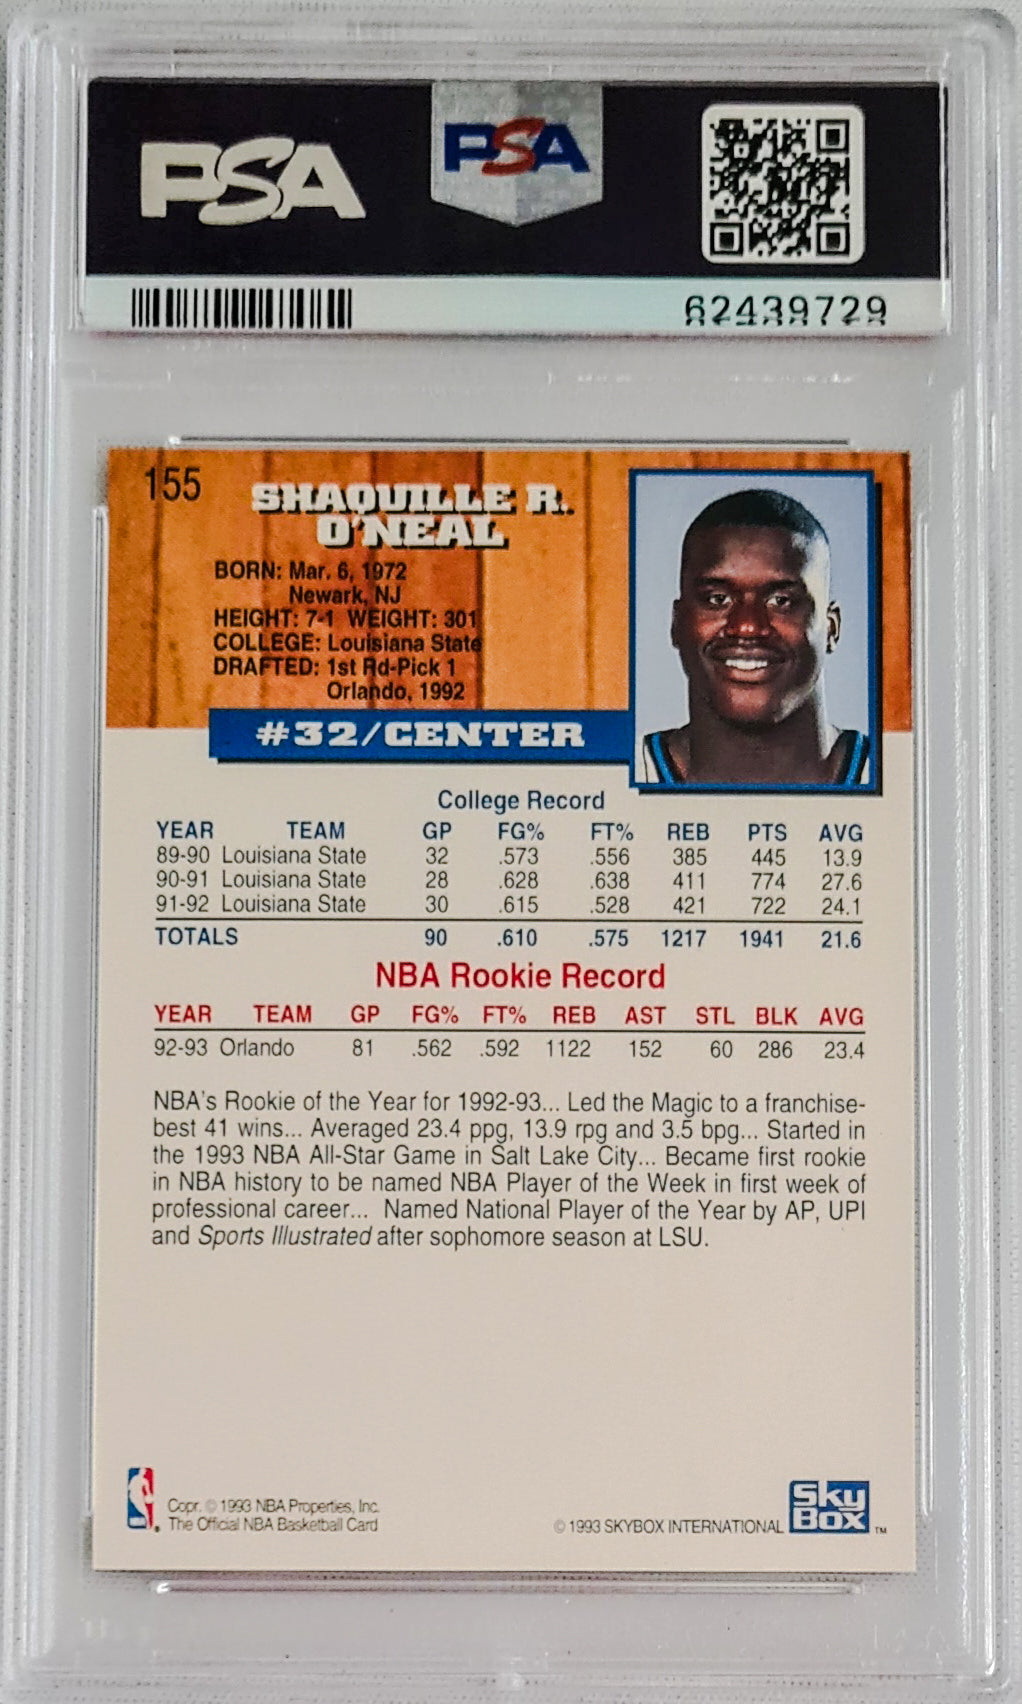 PSA
PSA
62439729
155
SHAQUILLE R.
O'NEAL
BORN: Mar. 6, 1972
Newark, NJ
HEIGHT: 7-1 WEIGHT: 301
COLLEGE: Louisiana State
DRAFTED: 1st Rd-Pick 1
Orlando, 1992
#32/CENTER
College Record
YEAR TEAM GP FG% FT% REB PTS AVG
89-90 Louisiana State 32 .573 .556 385 445 13.9
90-91 Louisiana State 28 .628 .638 411 774 27.6
91-92 Louisiana State 30 .615 .528 421 722 24.1
TOTALS 90 .610 .575 1217 1941 21.6
NBA Rookie Record
YEAR TEAM GP FG% FT% REB AST STL BLK AVG
92-93 Orlando 81 .562 .592 1122 152 60 286 23.4
NBA's Rookie of the Year for 1992-93... Led the Magic to a franchise-
best 41 wins... Averaged 23.4 ppg, 13.9 rpg and 3.5 bpg... Started in
the 1993 NBA All-Star Game in Salt Lake City... Became first rookie
in NBA history to be named NBA Player of the Week in first week of
professional career... Named National Player of the Year by AP, UPI
and Sports Illustrated after sophomore season at LSU.
Copr. © 1993 NBA Properties, Inc.
The Official NBA Basketball Card
© 1993 SKYBOX INTERNATIONAL
Sky
Box
TM